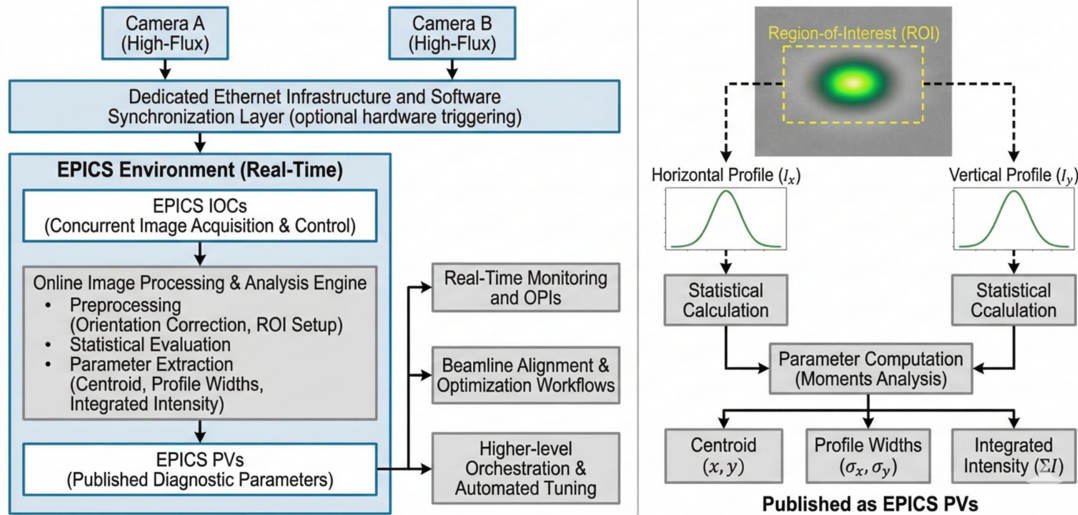 Camera A
(High-Flux)
Camera B
(High-Flux)
Dedicated Ethernet Infrastructure and Software
Synchronization Layer (optional hardware triggering)
EPICS Environment (Real-Time)
EPICS IOCs
(Concurrent Image Acquisition & Control)
Online Image Processing & Analysis Engine
• Preprocessing
(Orientation Correction, ROI Setup)
• Statistical Evaluation
• Parameter Extraction
(Centroid, Profile Widths,
Integrated Intensity)
EPICS PVs
(Published Diagnostic Parameters)
Real-Time Monitoring
and OPIs
Beamline Alignment &
Optimization Workflows
Higher-level
Orchestration &
Automated Tuning
Region-of-Interest (ROI)
Horizontal Profile (I_x)
Vertical Profile (I_y)
Statistical
Calculation
Statistical
Ccalulation
Parameter Computation
(Moments Analysis)
Centroid
(x, y)
Profile Widths
(σ_x, σ_y)
Integrated
Intensity (ΣI)
Published as EPICS PVs